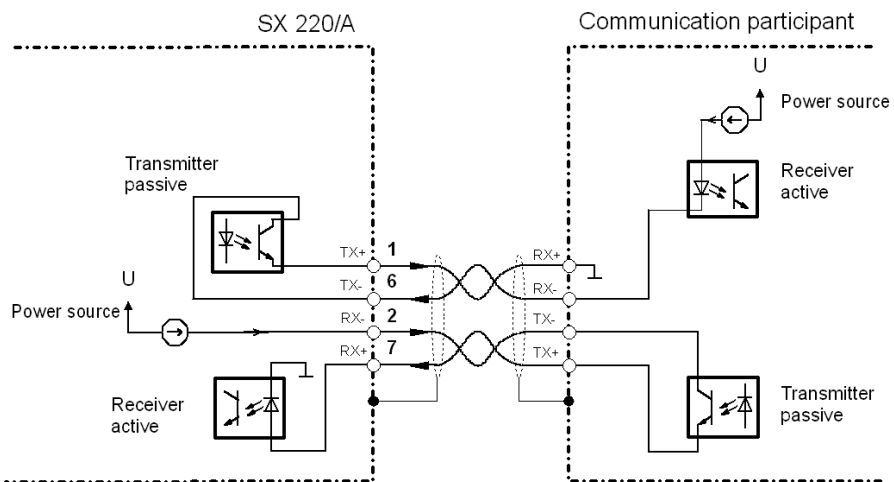 SX 220/A
Communication participant
U
Power source
Transmitter
passive
Receiver
active
TX+ 1 RX+
TX- 6 RX-
U
Power source
RX- 2 TX-
RX+ 7 TX+
Receiver
active
Transmitter
passive